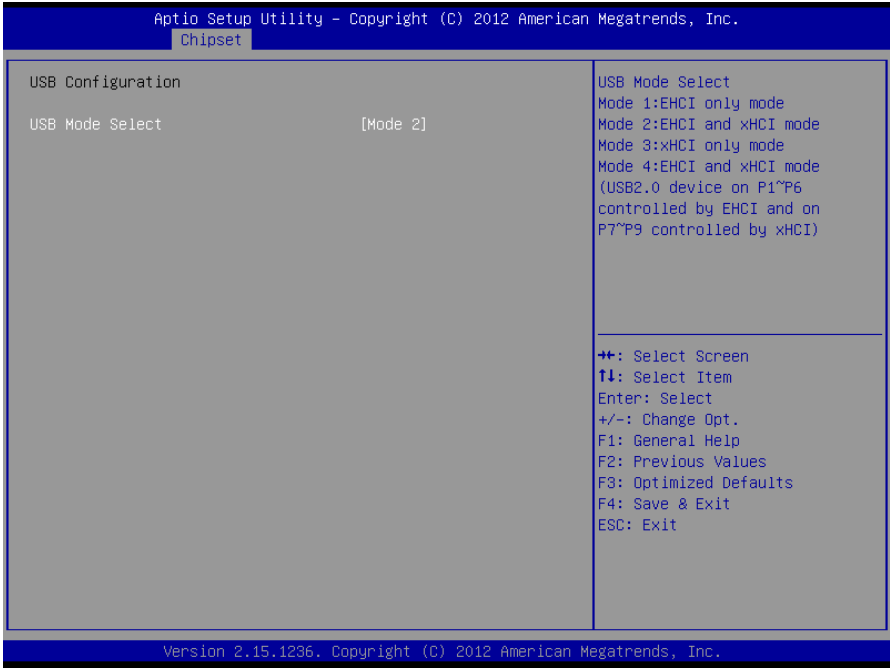 Aptio Setup Utility – Copyright (C) 2012 American Megatrends, Inc.
Chipset
USB Configuration
USB Mode Select [Mode 2]
USB Mode Select
Mode 1:EHCI only mode
Mode 2:EHCI and xHCI mode
Mode 3:xHCI only mode
Mode 4:EHCI and xHCI mode
(USB2.0 device on P1~P6
controlled by EHCI and on
P7~P9 controlled by xHCI)
→←: Select Screen
↑↓: Select Item
Enter: Select
+/-: Change Opt.
F1: General Help
F2: Previous Values
F3: Optimized Defaults
F4: Save & Exit
ESC: Exit
Version 2.15.1236. Copyright (C) 2012 American Megatrends, Inc.